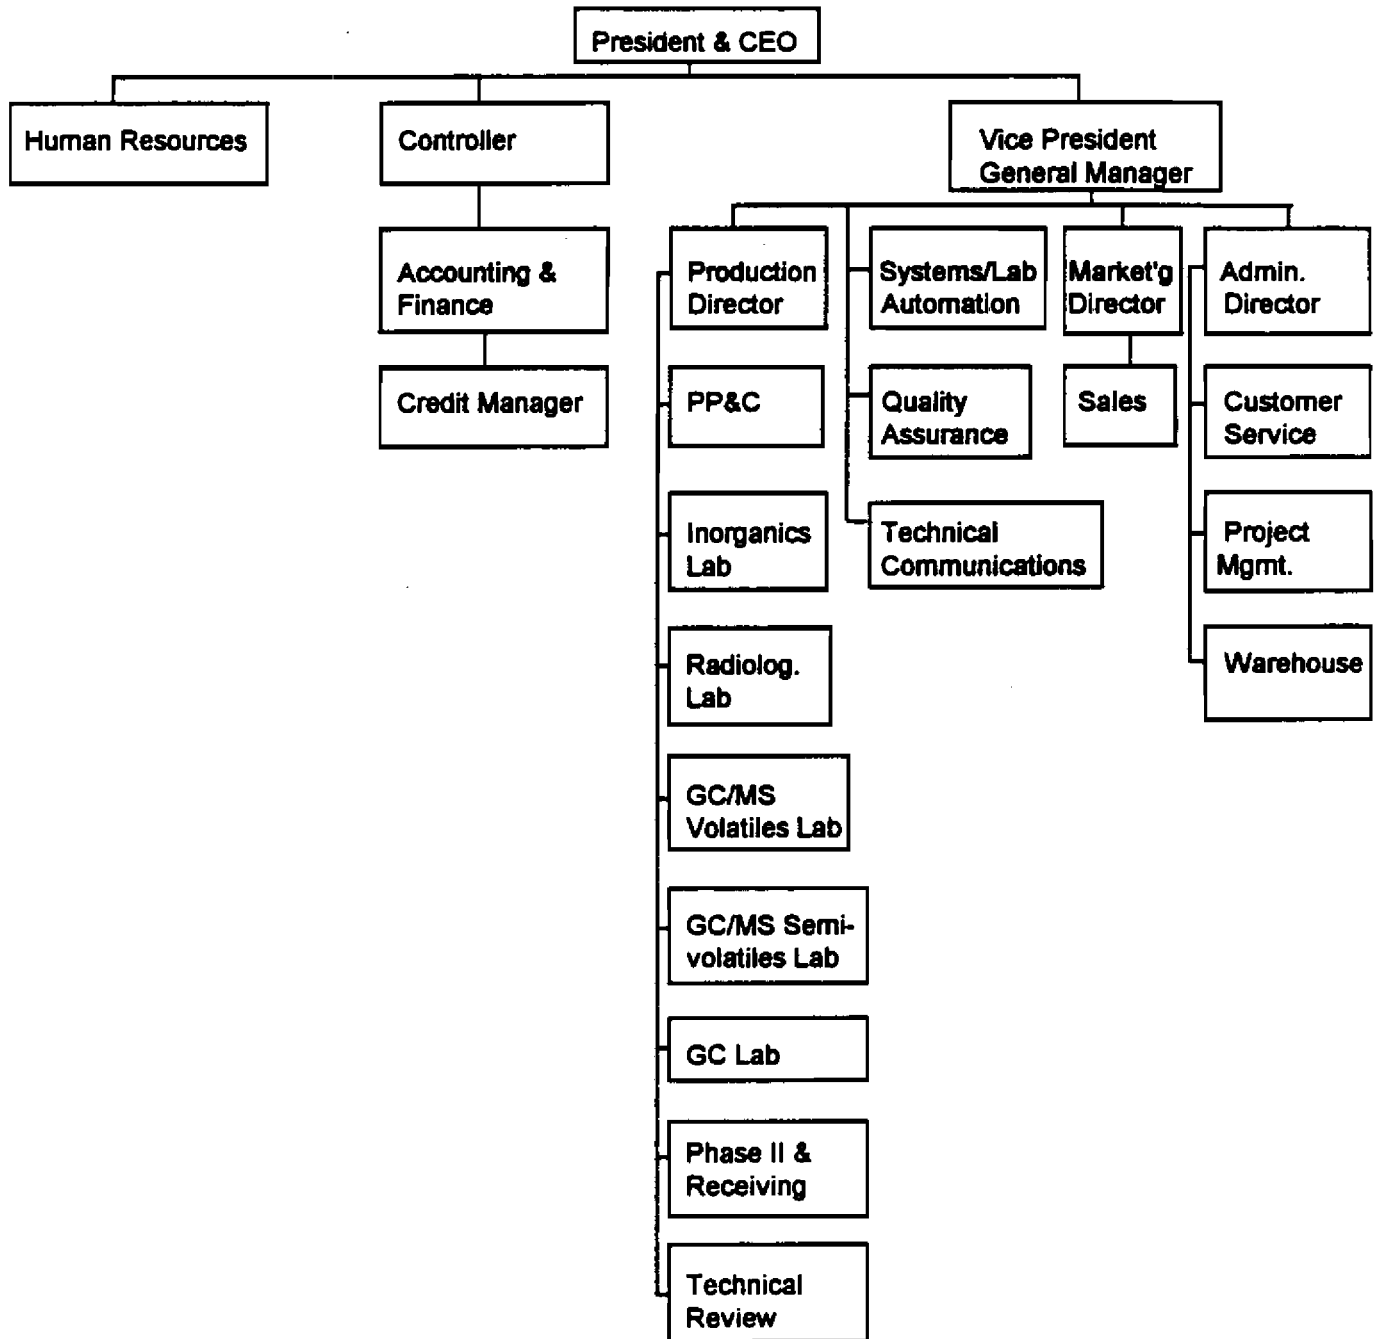 President & CEO
Human Resources
Controller
Vice President
General Manager
Accounting &
Finance
Credit Manager
Production
Director
PP&C
Inorganics
Lab
Radiolog.
Lab
GC/MS
Volatiles Lab
GC/MS Semi-
volatiles Lab
GC Lab
Phase II &
Receiving
Technical
Review
Systems/Lab
Automation
Quality
Assurance
Technical
Communications
Market'g
Director
Sales
Admin.
Director
Customer
Service
Project
Mgmt.
Warehouse